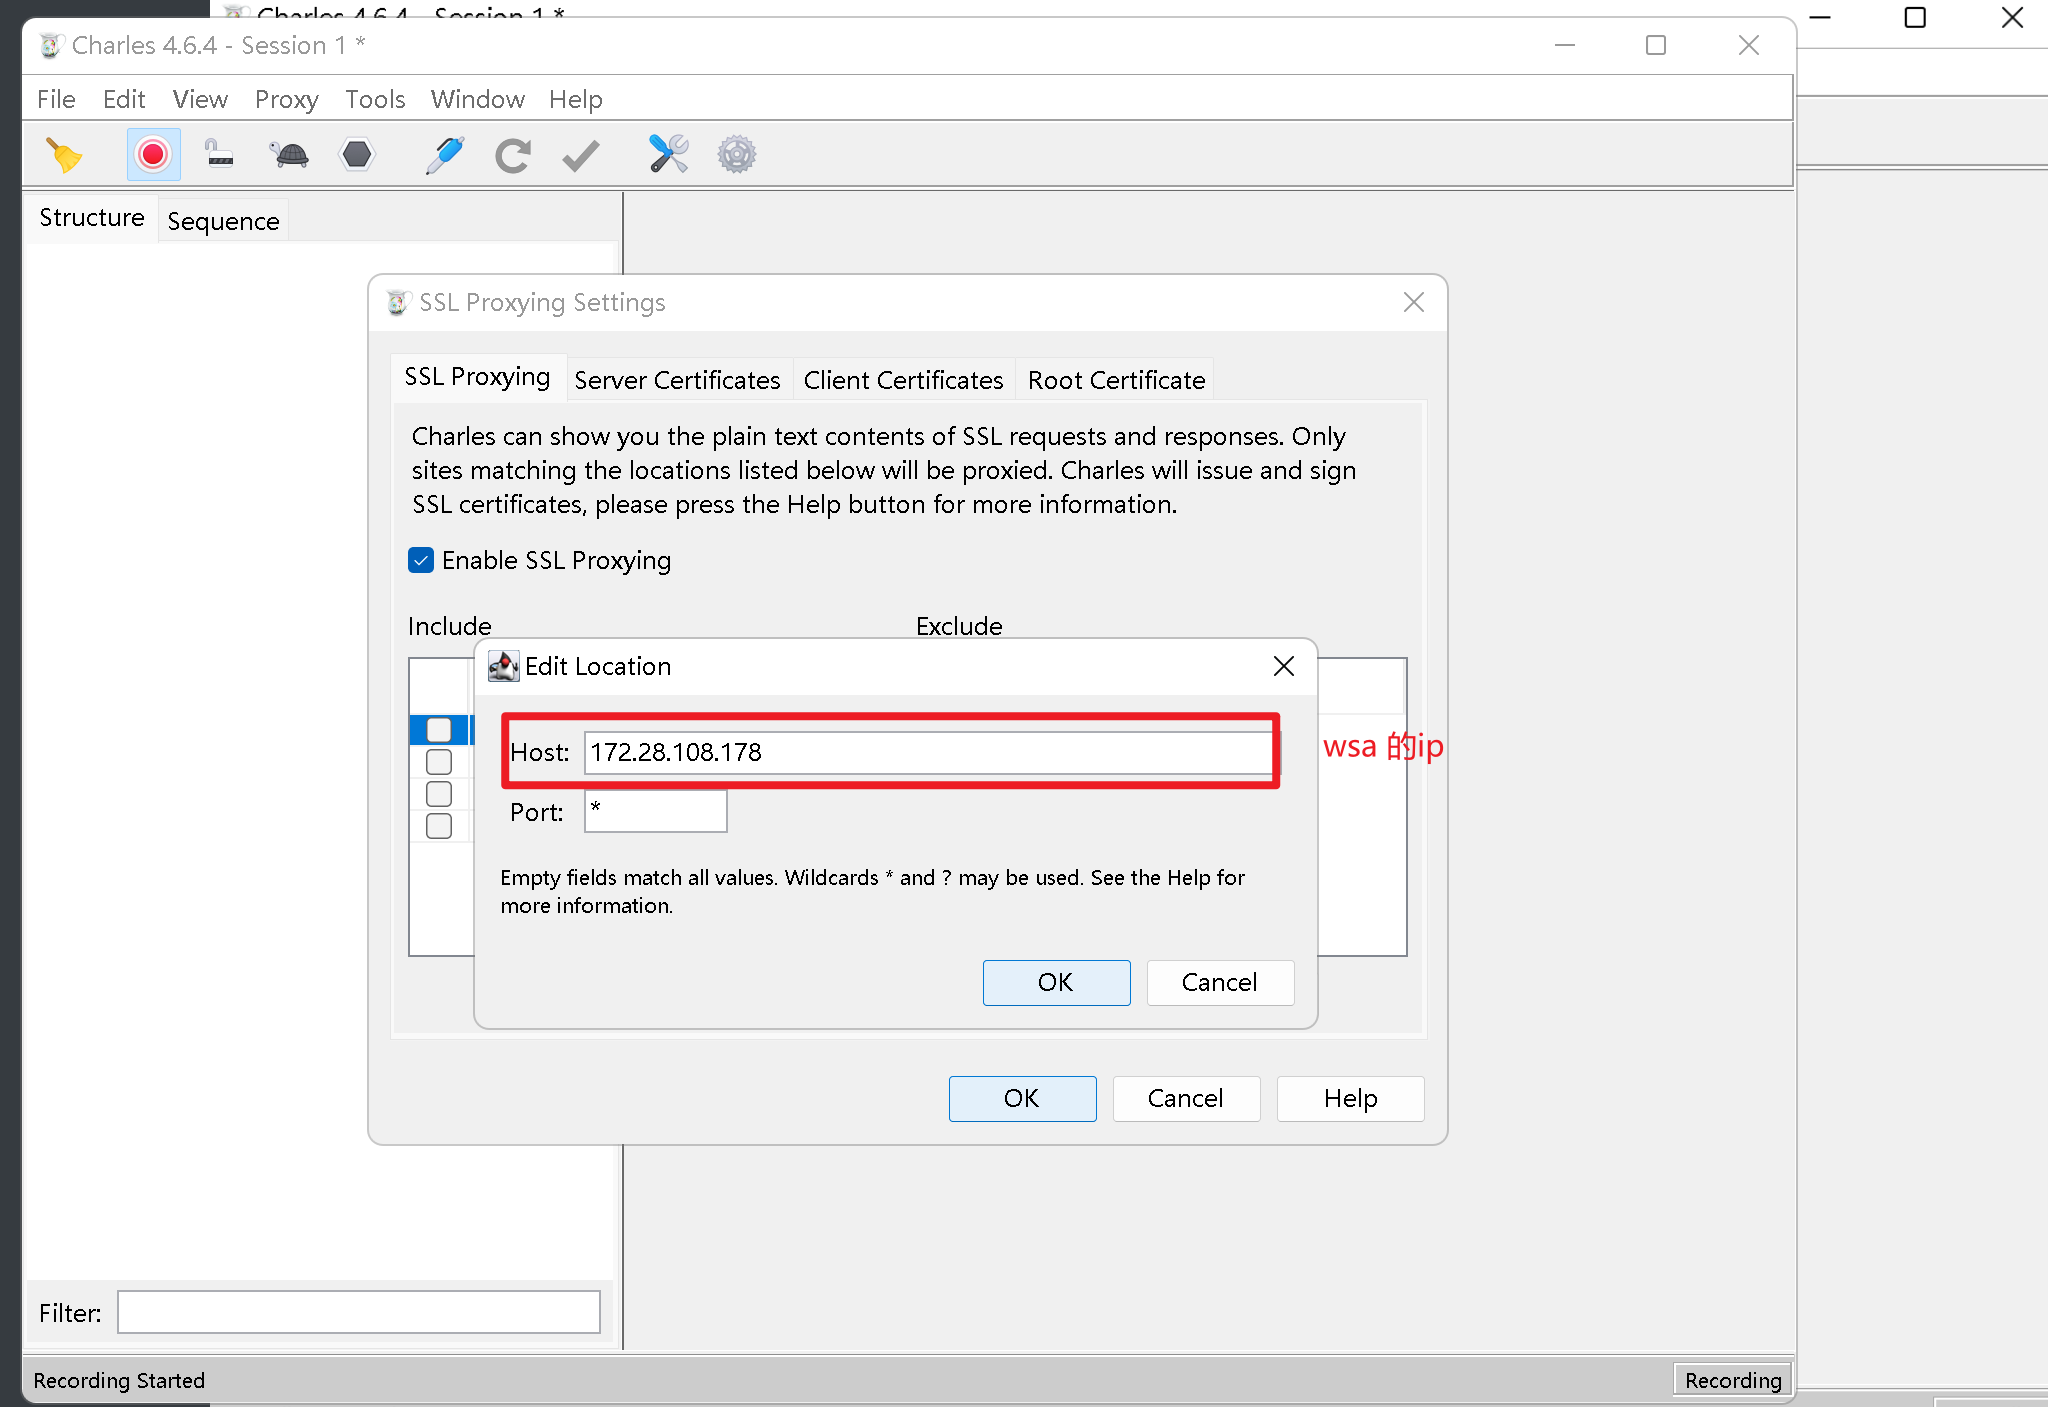 Charles 4.6.4 - Session 1 *
Charles 4.6.4 - Session 1 *
File Edit View Proxy Tools Window Help
Structure Sequence
SSL Proxying Settings
SSL Proxying Server Certificates Client Certificates Root Certificate
Charles can show you the plain text contents of SSL requests and responses. Only
sites matching the locations listed below will be proxied. Charles will issue and sign
SSL certificates, please press the Help button for more information.
Enable SSL Proxying
Include Exclude
Edit Location
Host: 172.28.108.178
wsa 的ip
Port: *
Empty fields match all values. Wildcards * and ? may be used. See the Help for
more information.
OK Cancel
OK Cancel Help
Filter:
Recording Started Recording